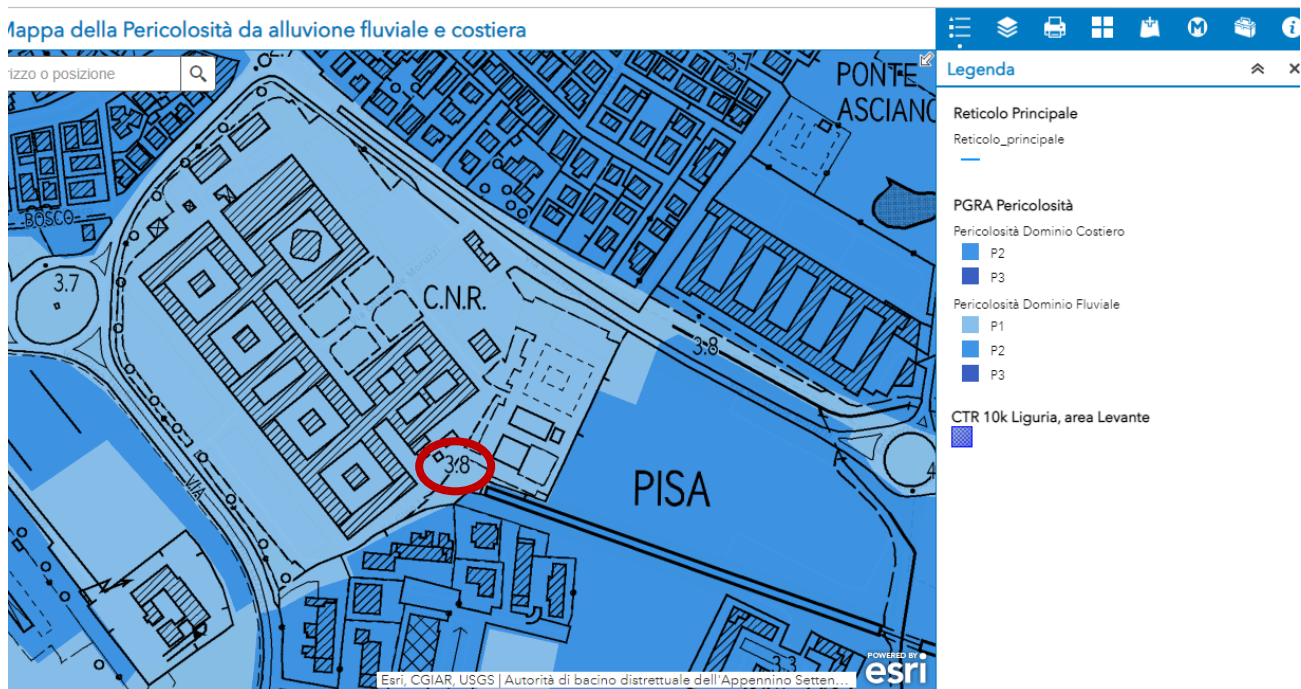 Mappa della Pericolosità da alluvione fluviale e costiera
rizzo o posizione
2.7
3.7
PONTE
ASCIANO
BOSCO
3.7
C.N.R.
3.8
3.8
PISA
4
VIA
3.3
POWERED BY
esri
Esri, CGIAR, USGS | Autorità di bacino distrettuale dell'Appennino Setten...
Legenda
Reticolo Principale
Reticolo_principale
PGRA Pericolosità
Pericolosità Dominio Costiero
P2
P3
Pericolosità Dominio Fluviale
P1
P2
P3
CTR 10k Liguria, area Levante